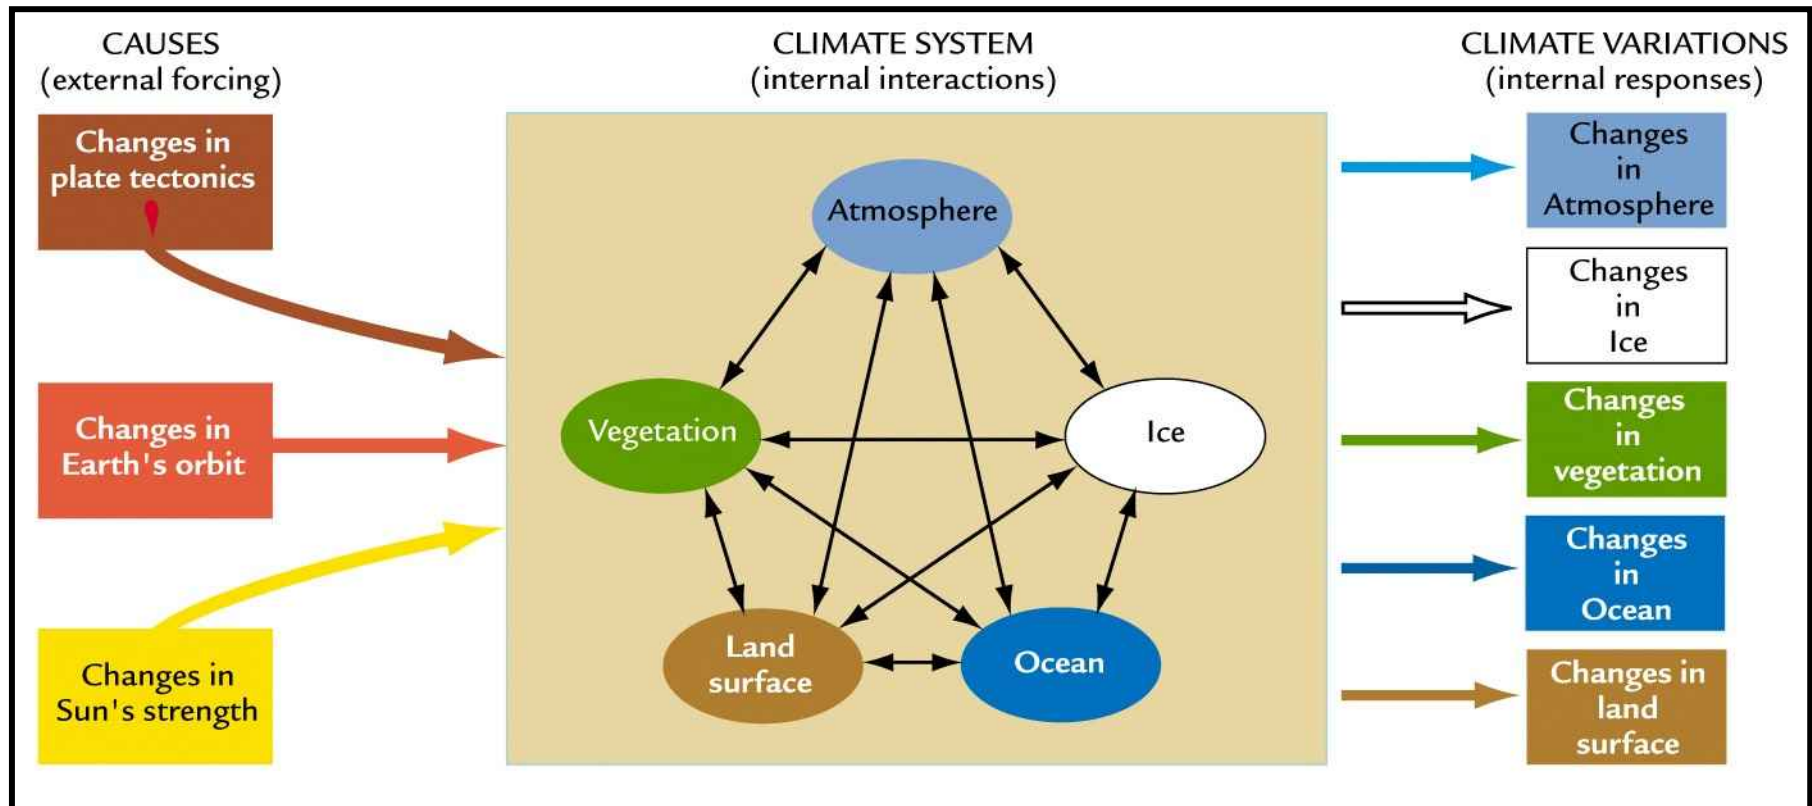 CAUSES
(external forcing)
Changes in
plate tectonics
Changes in
Earth's orbit
Changes in
Sun's strength
CLIMATE SYSTEM
(internal interactions)
Atmosphere
Vegetation
Ice
Land
surface
Ocean
CLIMATE VARIATIONS
(internal responses)
Changes
in
Atmosphere
Changes
in
Ice
Changes
in
vegetation
Changes
in
Ocean
Changes in
land
surface